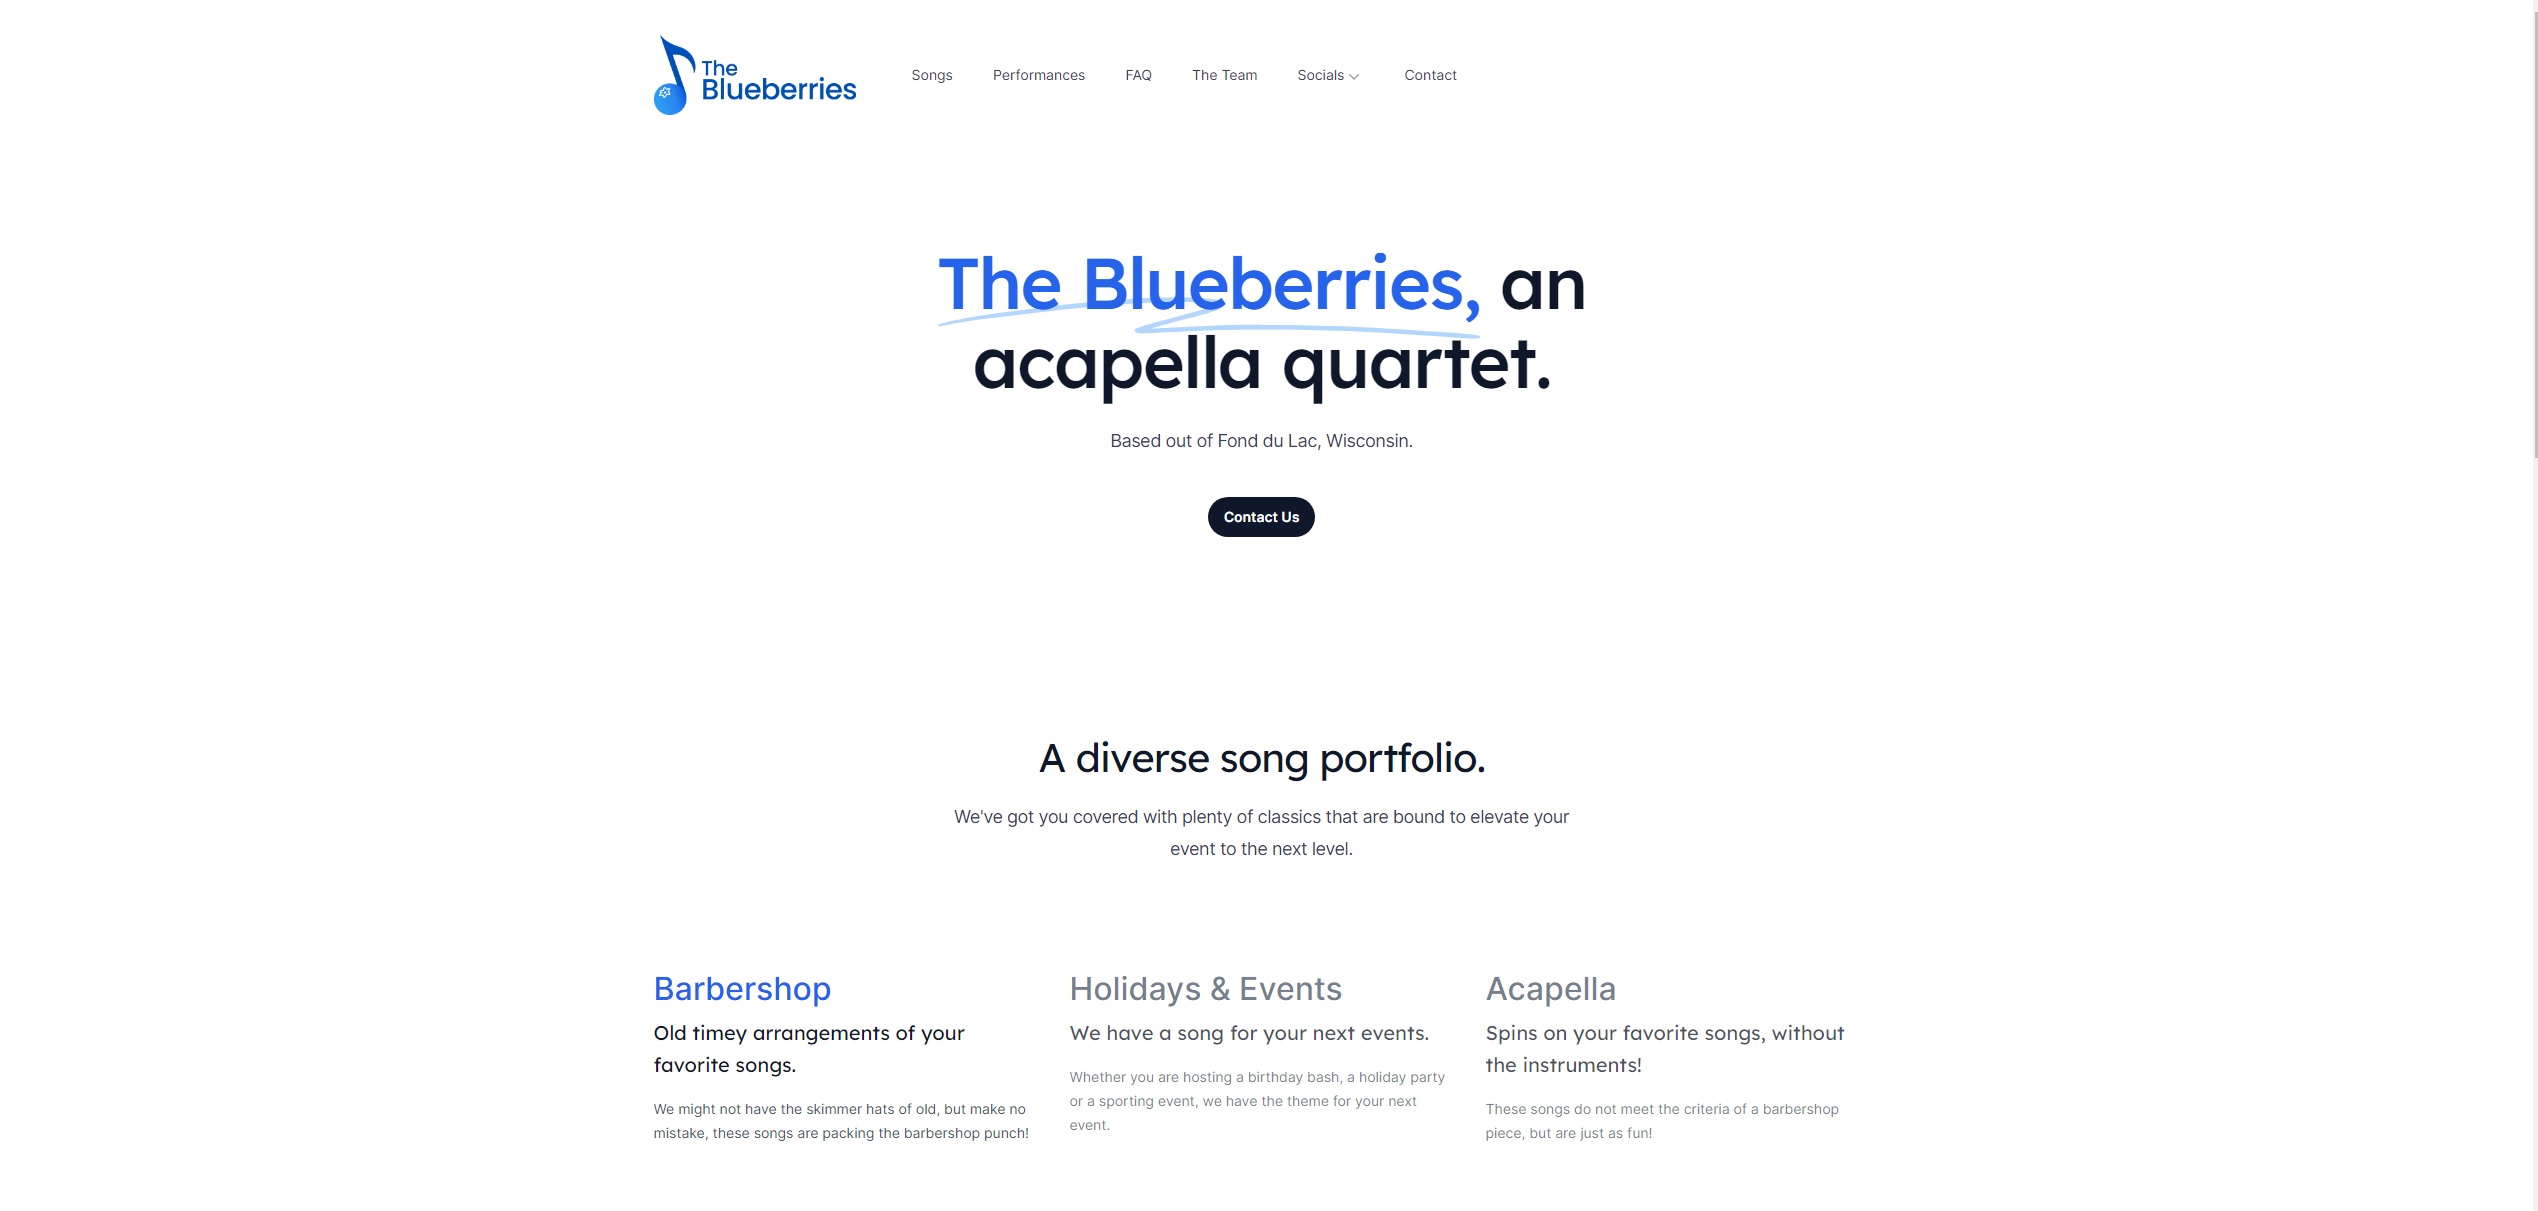 The
Blueberries
Songs Performances FAQ The Team Socials Contact
The Blueberries, an
acapella quartet.
Based out of Fond du Lac, Wisconsin.
Contact Us
A diverse song portfolio.
We've got you covered with plenty of classics that are bound to elevate your
event to the next level.
Barbershop
Old timey arrangements of your
favorite songs.
We might not have the skimmer hats of old, but make no
mistake, these songs are packing the barbershop punch!
Holidays & Events
We have a song for your next events.
Whether you are hosting a birthday bash, a holiday party
or a sporting event, we have the theme for your next
event.
Acapella
Spins on your favorite songs, without
the instruments!
These songs do not meet the criteria of a barbershop
piece, but are just as fun!